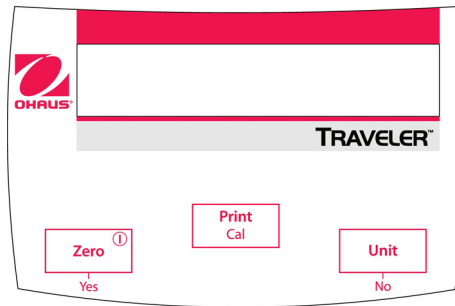 OHAUS®
TRAVELER™
Print
Cal
Zero
Unit
Yes
No